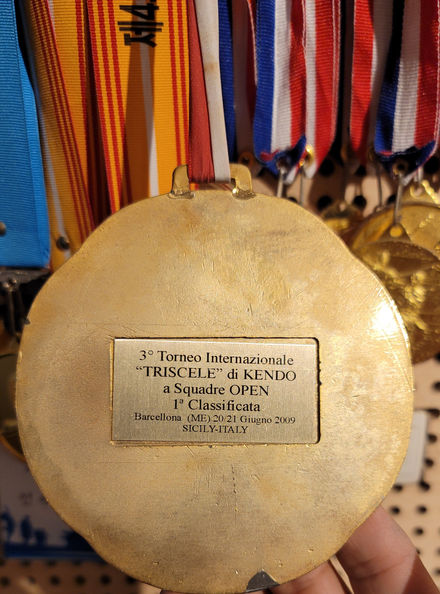 3° Torneo Internazionale
“TRISCELE” di KENDO
a Squadre OPEN
1ª Classificata
Barcellona (ME) 20.21 Giugno 2009
SICILY-ITALY